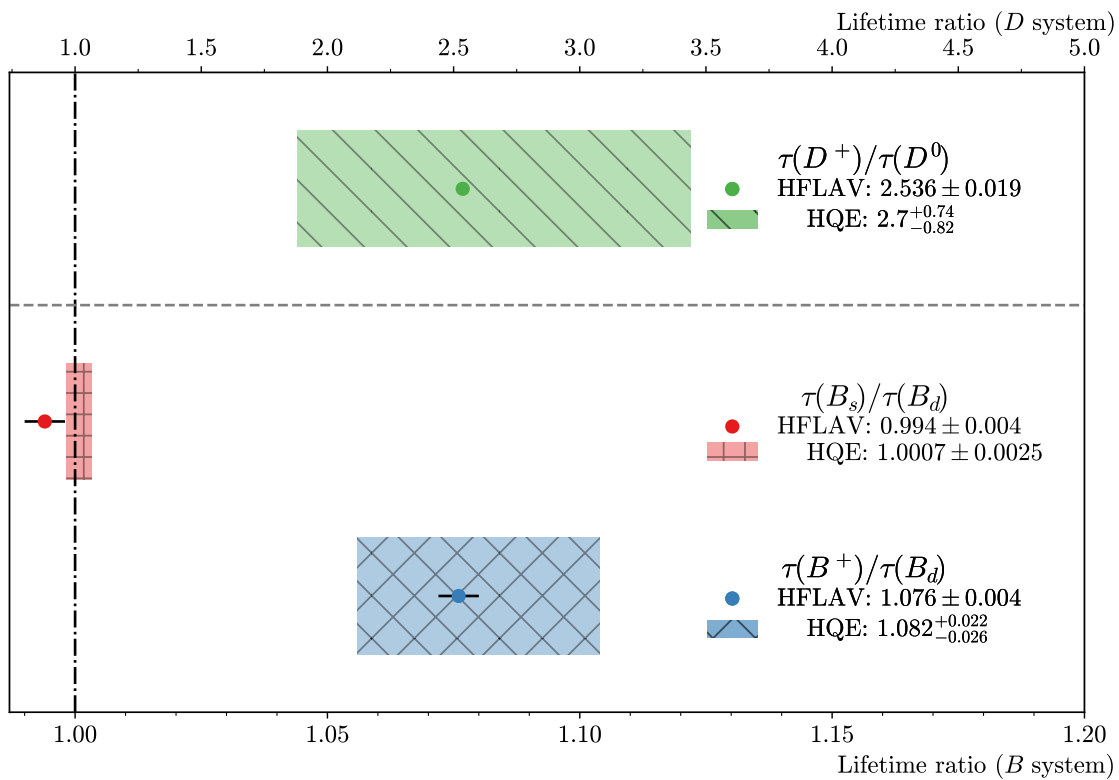 Lifetime ratio (D system)
1.0 1.5 2.0 2.5 3.0 3.5 4.0 4.5 5.0
τ(D⁺)/τ(D⁰)
HFLAV: 2.536 ± 0.019
HQE: 2.7 +0.74 −0.82
τ(Bₛ)/τ(B_d)
HFLAV: 0.994 ± 0.004
HQE: 1.0007 ± 0.0025
τ(B⁺)/τ(B_d)
HFLAV: 1.076 ± 0.004
HQE: 1.082 +0.022 −0.026
1.00 1.05 1.10 1.15 1.20
Lifetime ratio (B system)